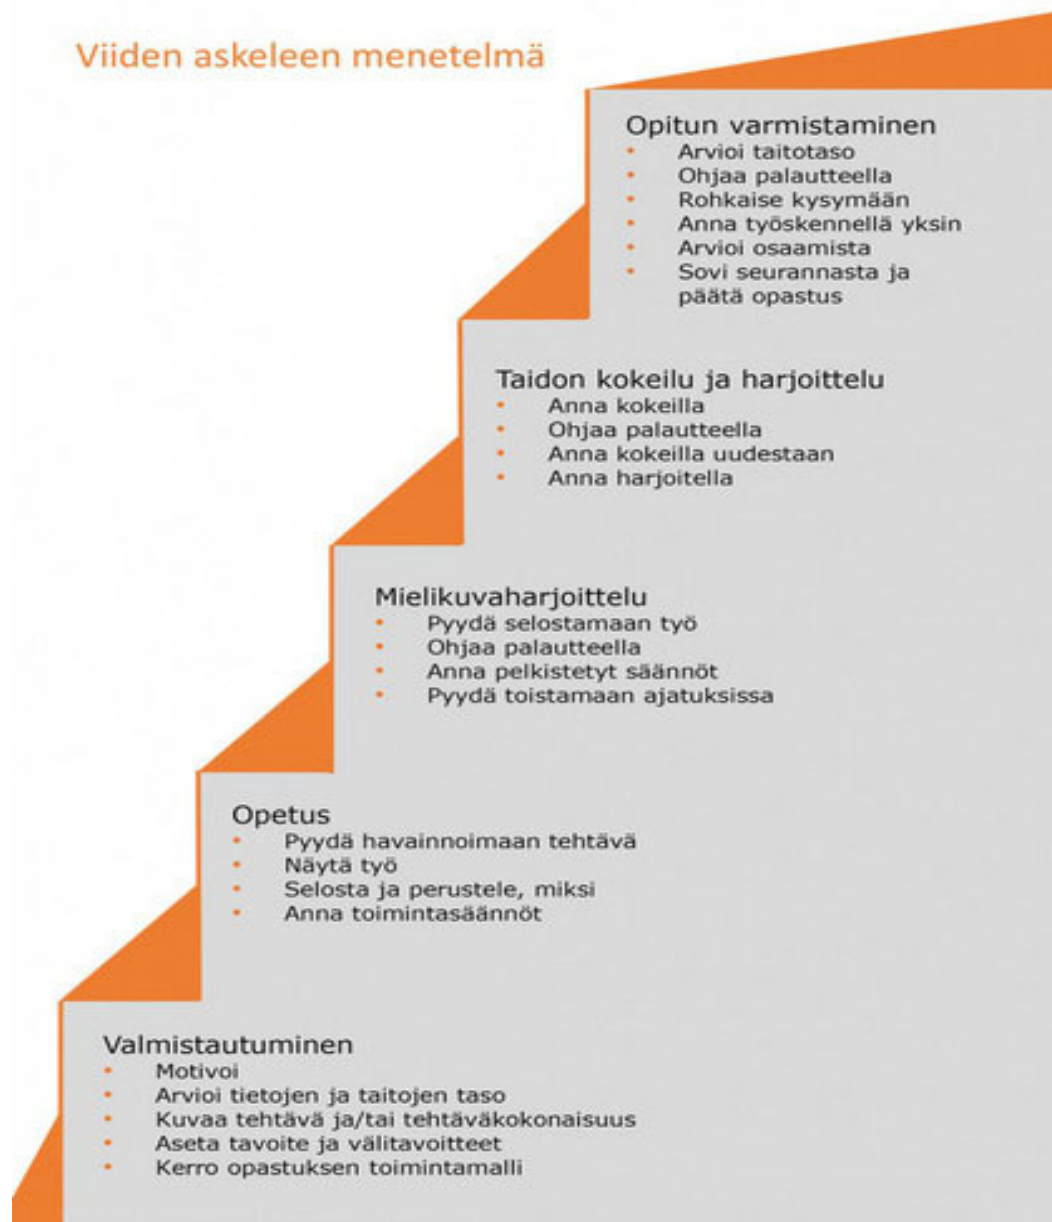 Viiden askeleen menetelmä
Opitun varmistaminen
• Arvioi taitotaso
• Ohjaa palautteella
• Rohkaise kysymään
• Anna työskennellä yksin
• Arvioi osaamista
• Sovi seurannasta ja
päätä opastus
Taidon kokeilu ja harjoittelu
• Anna kokeilla
• Ohjaa palautteella
• Anna kokeilla uudestaan
• Anna harjoitella
Mielikuvaharjoittelu
• Pyydä selostamaan työ
• Ohjaa palautteella
• Anna pelkistetyt säännöt
• Pyydä toistamaan ajatuksissa
Opetus
• Pyydä havainnoimaan tehtävä
• Näytä työ
• Selosta ja perustele, miksi
• Anna toimintasäännöt
Valmistautuminen
• Motivoi
• Arvioi tietojen ja taitojen taso
• Kuvaa tehtävä ja/tai tehtäväkokonaisuus
• Aseta tavoite ja välitavoitteet
• Kerro opastuksen toimintamalli